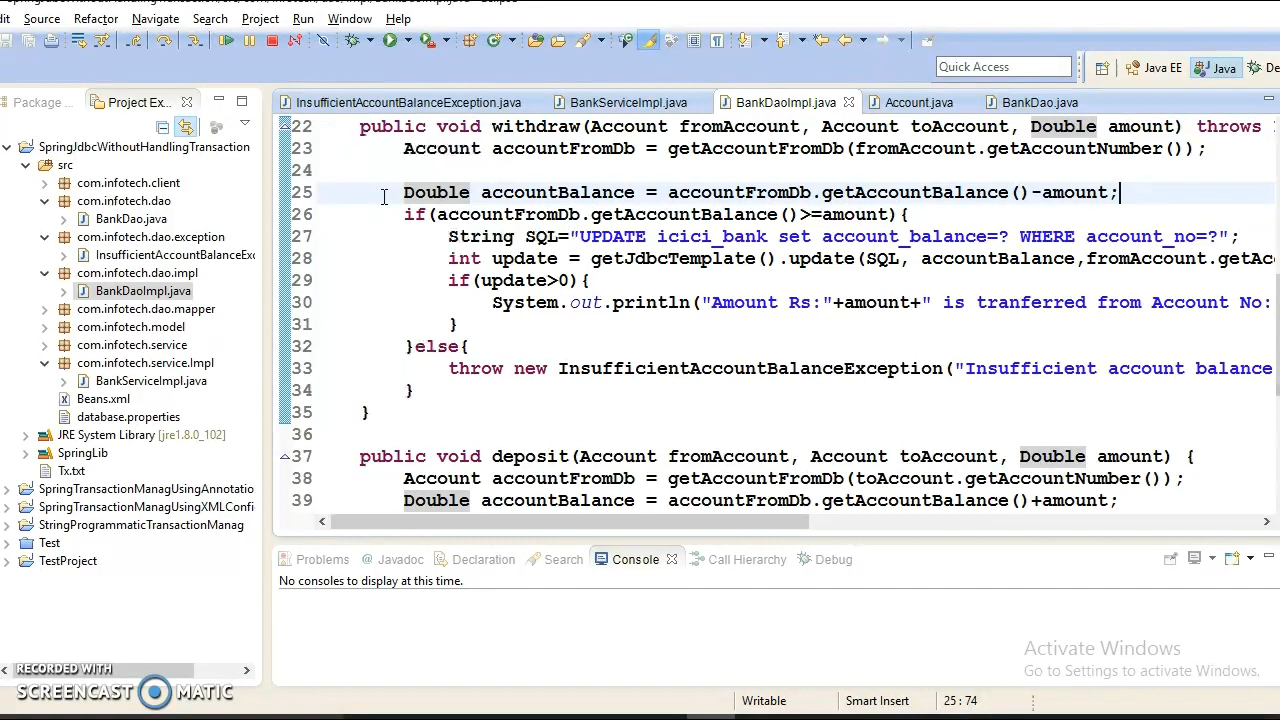 Source Refactor Navigate Search Project Run Window Help
Quick Access
Java EE
Java
De
Package ...
Project Ex...
InsufficientAccountBalanceException.java
BankServiceImpl.java
BankDaoImpl.java
Account.java
BankDao.java
SpringJdbcWithoutHandlingTransaction
src
com.infotech.client
com.infotech.dao
BankDao.java
com.infotech.dao.exception
InsufficientAccountBalanceExc
com.infotech.dao.impl
BankDaoImpl.java
com.infotech.dao.mapper
com.infotech.model
com.infotech.service
com.infotech.service.Impl
BankServiceImpl.java
Beans.xml
database.properties
JRE System Library [jre1.8.0_102]
SpringLib
Tx.txt
SpringTransactionManagUsingAnnotatio
SpringTransactionManagUsingXMLConfi
StringProgrammaticTransactionManag
Test
TestProject
22 public void withdraw(Account fromAccount, Account toAccount, Double amount) throws
23 Account accountFromDb = getAccountFromDb(fromAccount.getAccountNumber());
24
25 Double accountBalance = accountFromDb.getAccountBalance()-amount;
26 if(accountFromDb.getAccountBalance()>=amount){
27 String SQL="UPDATE icici_bank set account_balance=? WHERE account_no=?";
28 int update = getJdbcTemplate().update(SQL, accountBalance,fromAccount.getAcc
29 if(update>0){
30 System.out.println("Amount Rs:"+amount+" is tranferred from Account No:
31 }
32 }else{
33 throw new InsufficientAccountBalanceException("Insufficient account balance
34 }
35 }
36
37 public void deposit(Account fromAccount, Account toAccount, Double amount) {
38 Account accountFromDb = getAccountFromDb(toAccount.getAccountNumber());
39 Double accountBalance = accountFromDb.getAccountBalance()+amount;
Problems
Javadoc
Declaration
Search
Console
Call Hierarchy
Debug
No consoles to display at this time.
Activate Windows
Go to Settings to activate Windows.
RECORDED WITH
SCREENCAST MATIC
Writable
Smart Insert
25 : 74